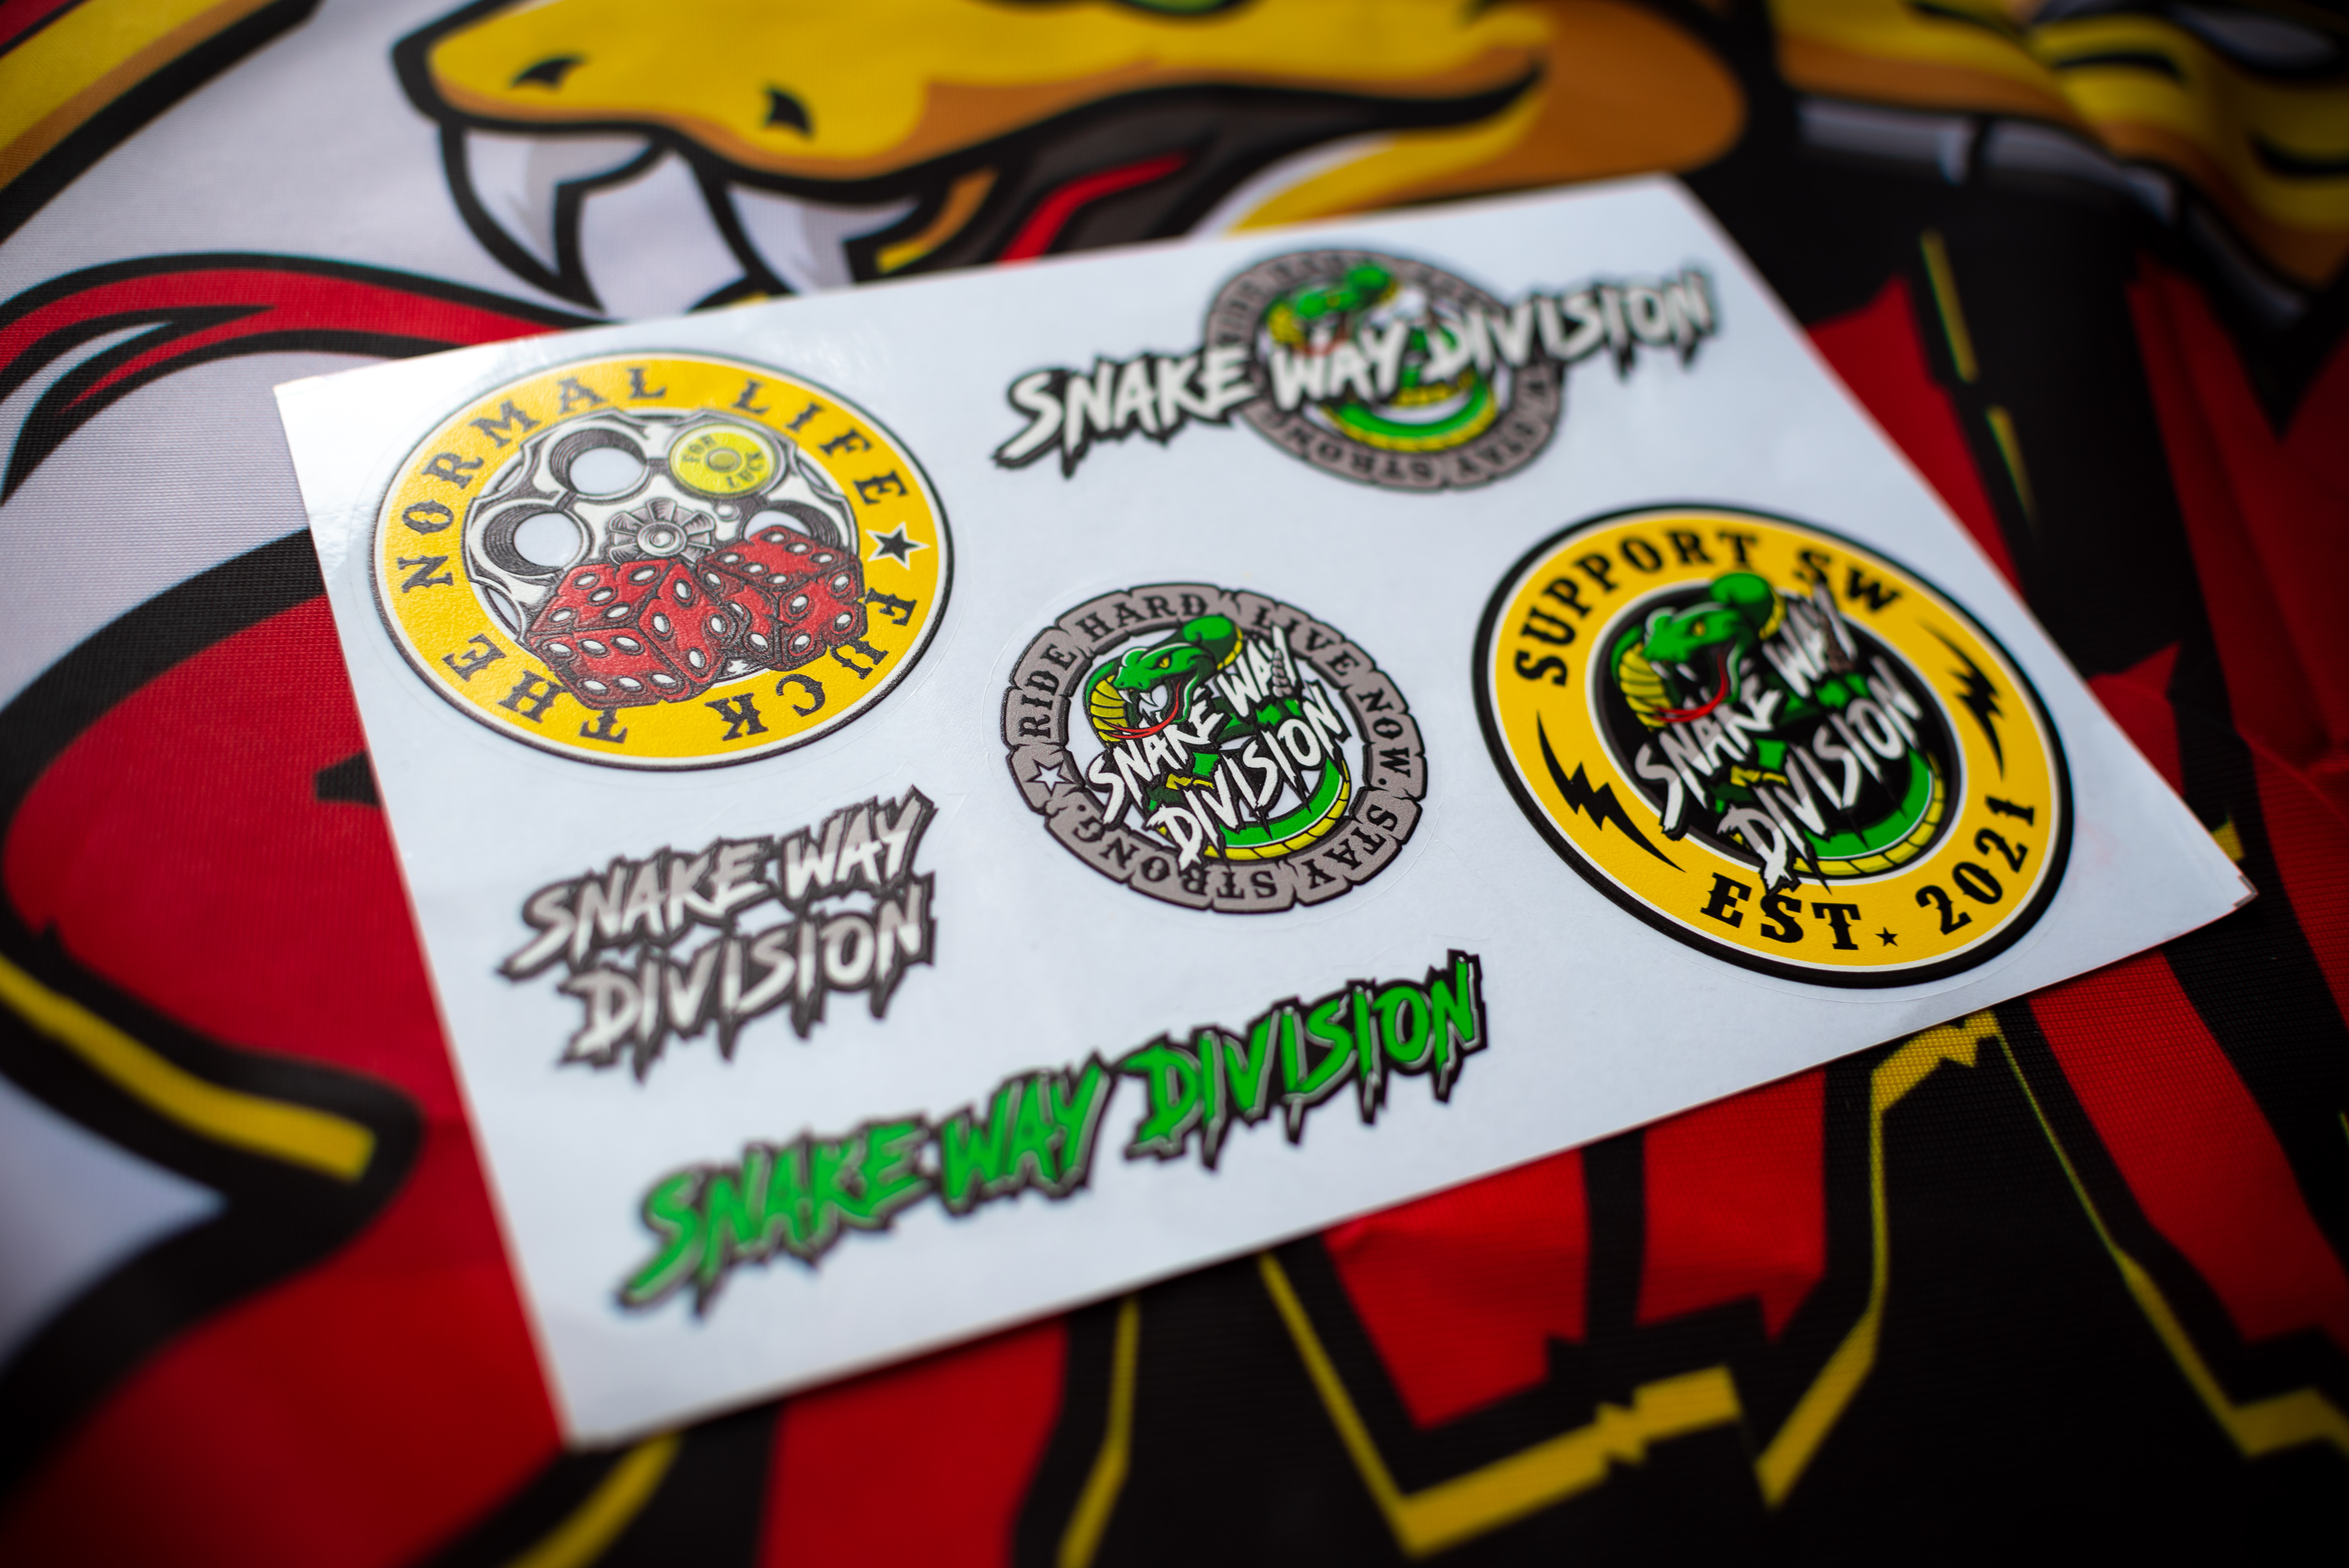 FUCK THE NORMAL LIFE
FOR
LUCK
SNAKE WAY DIVISION
STAY STRON
RIDE HARD LIVE NOW. STAY STRONG.
SNAKE WAY
DIVISION
SUPPORT SW
SNAKE WAY
DIVISION
EST. 2021
SNAKE WAY
DIVISION
SNAKE WAY DIVISION